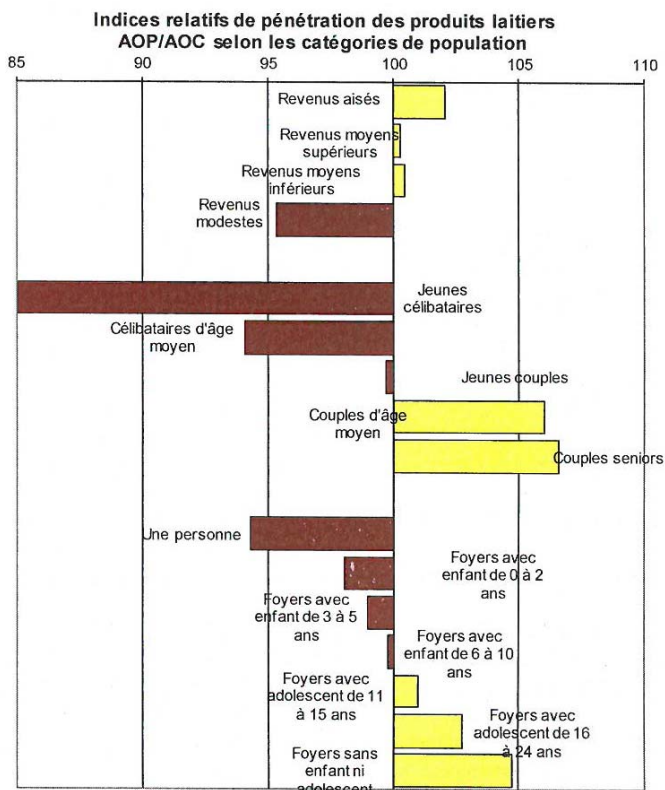 Indices relatifs de pénétration des produits laitiers
AOP/AOC selon les catégories de population
85 90 95 100 105 110
Revenus aisés
Revenus moyens
supérieurs
Revenus moyens
inférieurs
Revenus
modestes
Jeunes
célibataires
Célibataires d'âge
moyen
Jeunes couples
Couples d'âge
moyen
Couples seniors
Une personne
Foyers avec
enfant de 0 à 2
ans
Foyers avec
enfant de 3 à 5
ans
Foyers avec
enfant de 6 à 10
ans
Foyers avec
adolescent de 11
à 15 ans
Foyers avec
adolescent de 16
à 24 ans
Foyers sans
enfant ni
adolescent